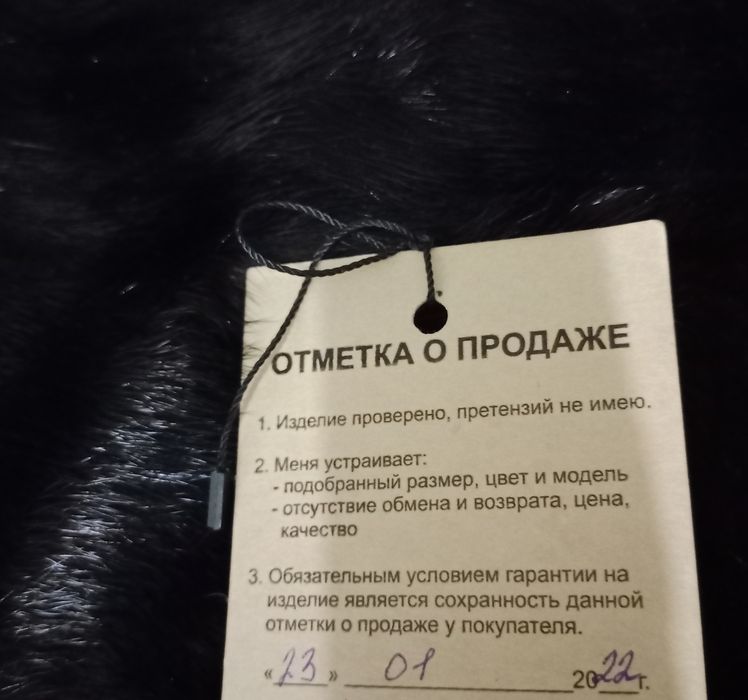 ОТМЕТКА О ПРОДАЖЕ
1. Изделие проверено, претензий не имею.
2. Меня устраивает:
- подобранный размер, цвет и модель
- отсутствие обмена и возврата, цена,
качество
3. Обязательным условием гарантии на
изделие является сохранность данной
отметки о продаже у покупателя.
«23» 01 2022г.